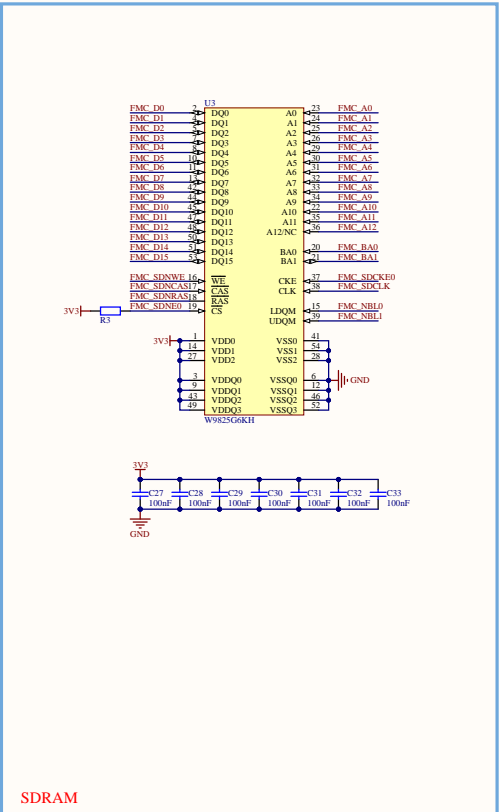 U3
FMC_D0 2 DQ0 A0 23 FMC_A0
FMC_D1 4 DQ1 A1 24 FMC_A1
FMC_D2 5 DQ2 A2 25 FMC_A2
FMC_D3 7 DQ3 A3 26 FMC_A3
FMC_D4 8 DQ4 A4 29 FMC_A4
FMC_D5 10 DQ5 A5 30 FMC_A5
FMC_D6 11 DQ6 A6 31 FMC_A6
FMC_D7 13 DQ7 A7 32 FMC_A7
FMC_D8 42 DQ8 A8 33 FMC_A8
FMC_D9 44 DQ9 A9 34 FMC_A9
FMC_D10 45 DQ10 A10 22 FMC_A10
FMC_D11 47 DQ11 A11 35 FMC_A11
FMC_D12 48 DQ12 A12/NC 36 FMC_A12
FMC_D13 50 DQ13
FMC_D14 51 DQ14 BA0 20 FMC_BA0
FMC_D15 53 DQ15 BA1 21 FMC_BA1
FMC_SDNWE 16 WE CKE 37 FMC_SDCKE0
FMC_SDNCAS 17 CAS CLK 38 FMC_SDCLK
FMC_SDNRAS 18 RAS
3V3 R3 FMC_SDNE0 19 CS LDQM 15 FMC_NBL0
UDQM 39 FMC_NBL1
3V3 1 VDD0 VSS0 41
14 VDD1 VSS1 54
27 VDD2 VSS2 28
3 VDDQ0 VSSQ0 6 GND
9 VDDQ1 VSSQ1 12
43 VDDQ2 VSSQ2 46
49 VDDQ3 VSSQ3 52
W9825G6KH
3V3
C27 C28 C29 C30 C31 C32 C33
100nF 100nF 100nF 100nF 100nF 100nF 100nF
GND
SDRAM